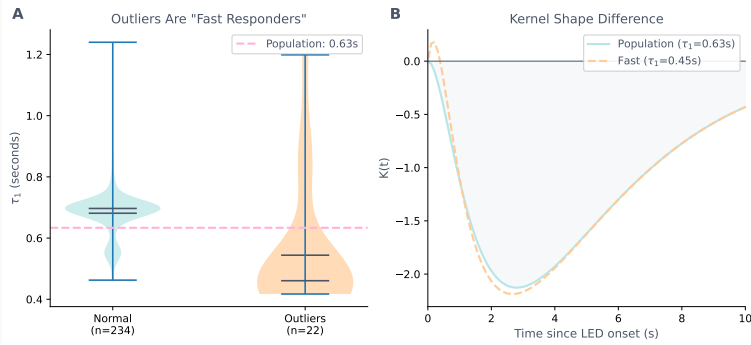 A
Outliers Are "Fast Responders"
Population: 0.63s
τ1 (seconds)
1.2
1.0
0.8
0.6
0.4
Normal
(n=234)
Outliers
(n=22)
B
Kernel Shape Difference
Population (τ1=0.63s)
Fast (τ1=0.45s)
K(t)
0.0
−0.5
−1.0
−1.5
−2.0
0 2 4 6 8 10
Time since LED onset (s)